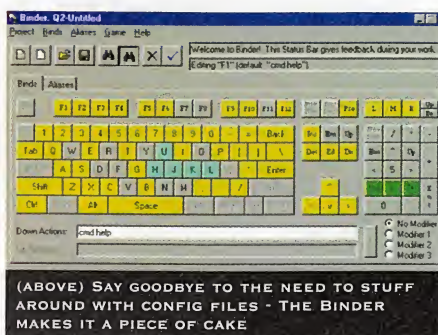 Binder. Q2-Untitled
Project Binds Aliases Game Help
Welcome to Binder! This Status Bar gives feedback during your work.
Editing "F1" (default: "cmd help")
Binds Aliases
F1 F2 F3 F4 F5 F6 F7 F8 F9 F10 F11 F12 L M R Up
1 2 3 4 5 6 7 8 9 0 - = Back
Tab Q W E R T Y U I O P [ ] \
A S D F G H J K L ; ' Enter
Shift Z X C V B N M , . /
Ctrl Alt Space
Down Actions: cmd help
No Modifier
Modifier 1
Modifier 2
Modifier 3
(ABOVE) SAY GOODBYE TO THE NEED TO STUFF
AROUND WITH CONFIG FILES - THE BINDER
MAKES IT A PIECE OF CAKE